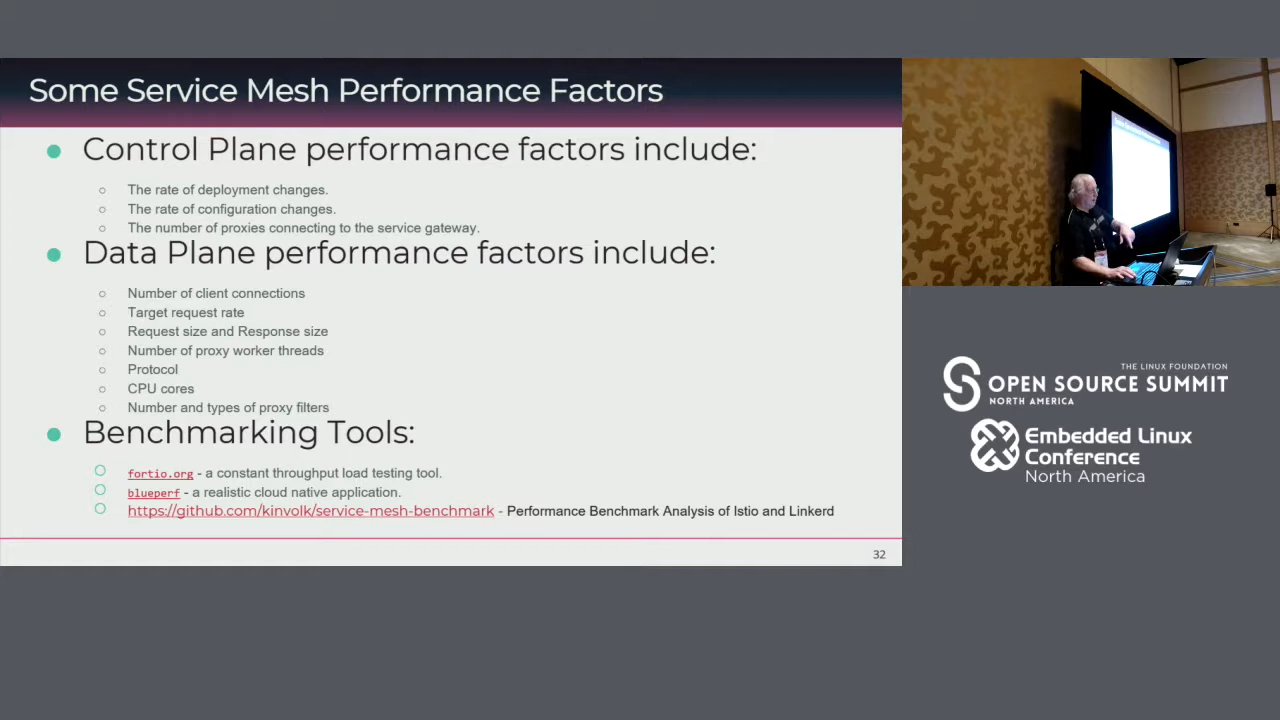 Some Service Mesh Performance Factors
● Control Plane performance factors include:
○ The rate of deployment changes.
○ The rate of configuration changes.
○ The number of proxies connecting to the service gateway.
● Data Plane performance factors include:
○ Number of client connections
○ Target request rate
○ Request size and Response size
○ Number of proxy worker threads
○ Protocol
○ CPU cores
○ Number and types of proxy filters
● Benchmarking Tools:
○ fortio.org - a constant throughput load testing tool.
○ blueperf - a realistic cloud native application.
○ https://github.com/kinvolk/service-mesh-benchmark - Performance Benchmark Analysis of Istio and Linkerd
32
THE LINUX FOUNDATION
OPEN SOURCE SUMMIT
NORTH AMERICA
Embedded Linux
Conference
North America